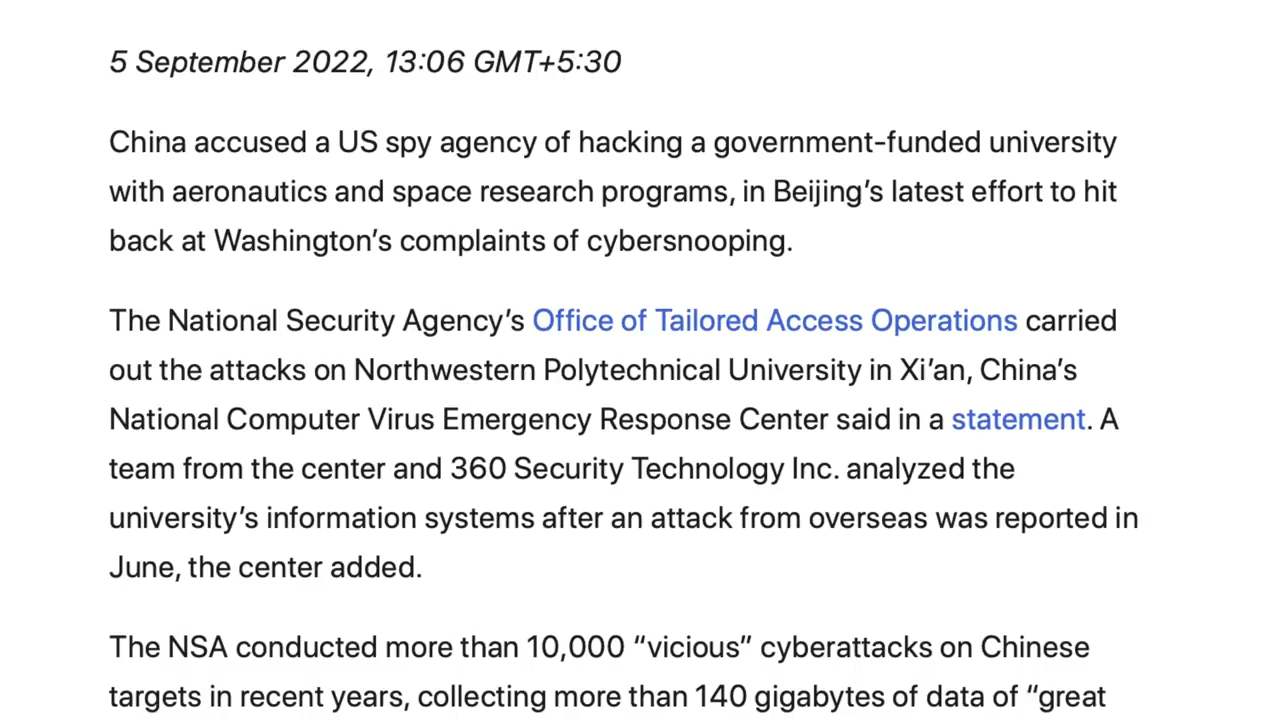 5 September 2022, 13:06 GMT+5:30
China accused a US spy agency of hacking a government-funded university
with aeronautics and space research programs, in Beijing’s latest effort to hit
back at Washington’s complaints of cybersnooping.
The National Security Agency’s Office of Tailored Access Operations carried
out the attacks on Northwestern Polytechnical University in Xi’an, China’s
National Computer Virus Emergency Response Center said in a statement. A
team from the center and 360 Security Technology Inc. analyzed the
university’s information systems after an attack from overseas was reported in
June, the center added.
The NSA conducted more than 10,000 “vicious” cyberattacks on Chinese
targets in recent years, collecting more than 140 gigabytes of data of “great